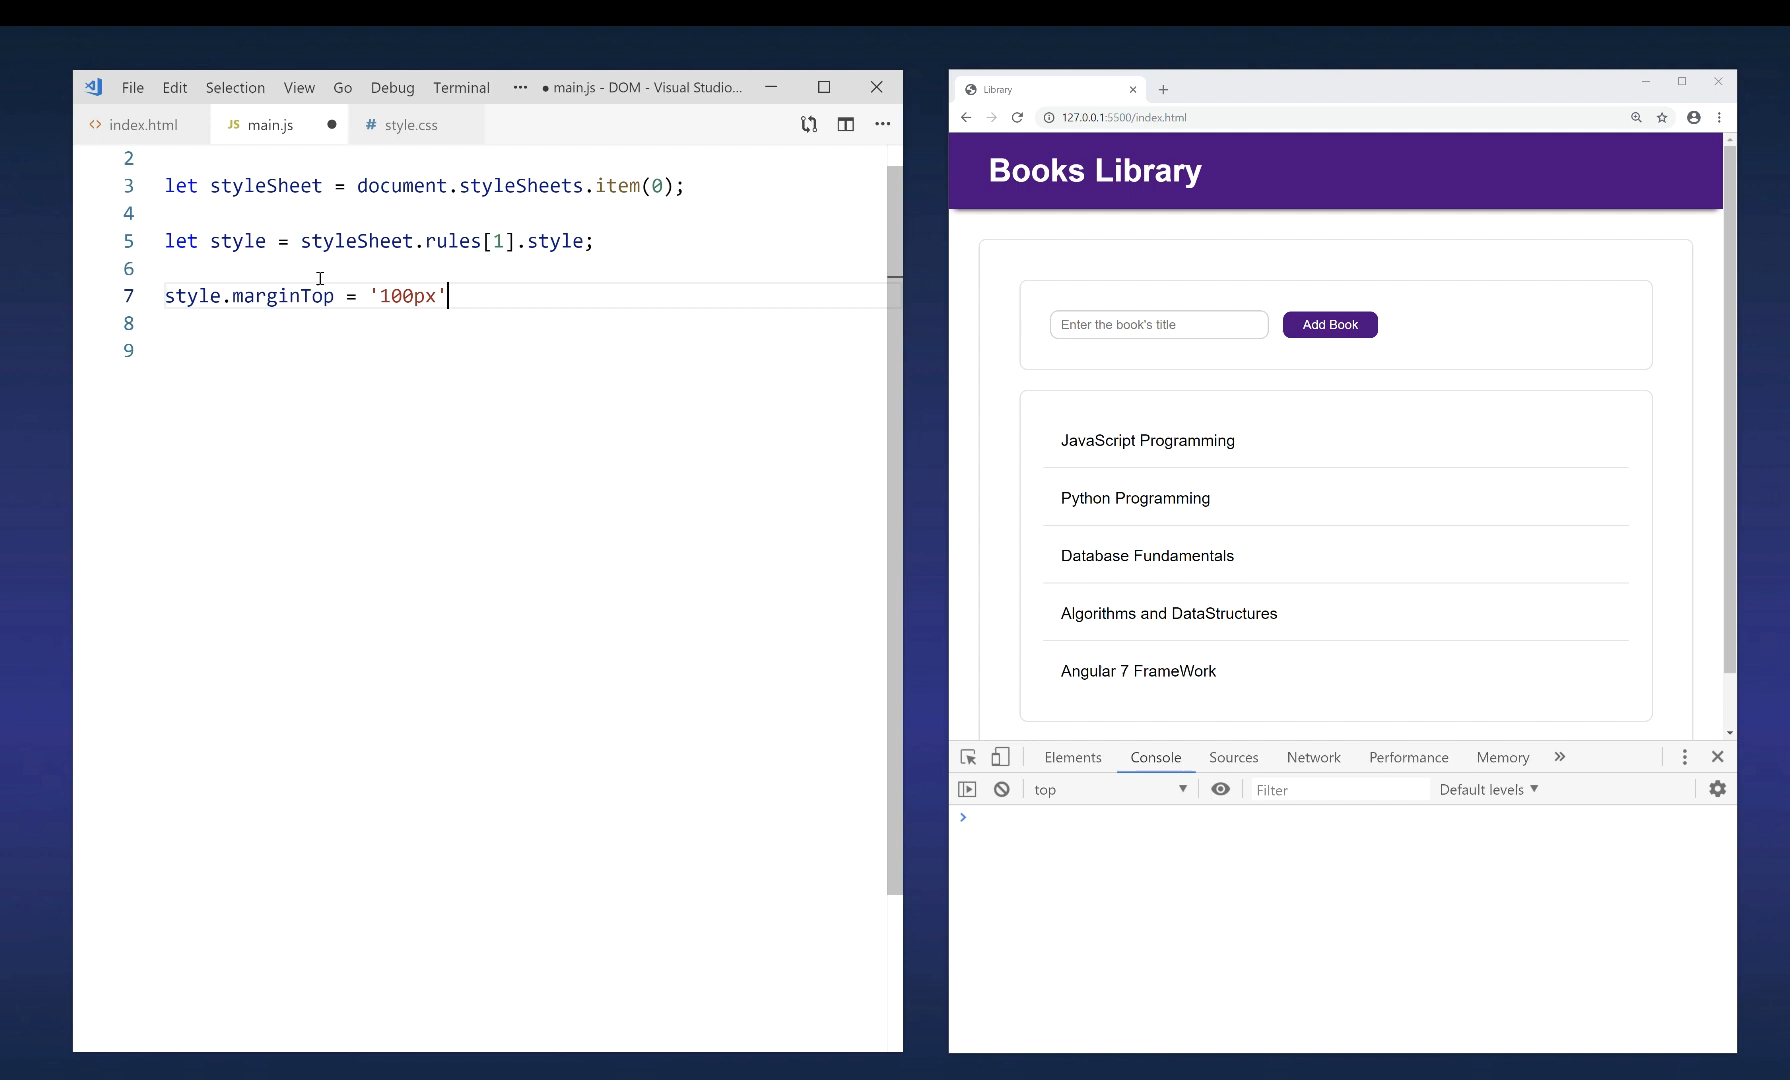 File Edit Selection View Go Debug Terminal ··· ● main.js - DOM - Visual Studio...
<> index.html JS main.js ● # style.css
2
3 let styleSheet = document.styleSheets.item(0);
4
5 let style = styleSheet.rules[1].style;
6
7 style.marginTop = '100px'
8
9
Library
127.0.0.1:5500/index.html
Books Library
Enter the book's title Add Book
JavaScript Programming
Python Programming
Database Fundamentals
Algorithms and DataStructures
Angular 7 FrameWork
Elements Console Sources Network Performance Memory »
top Filter Default levels